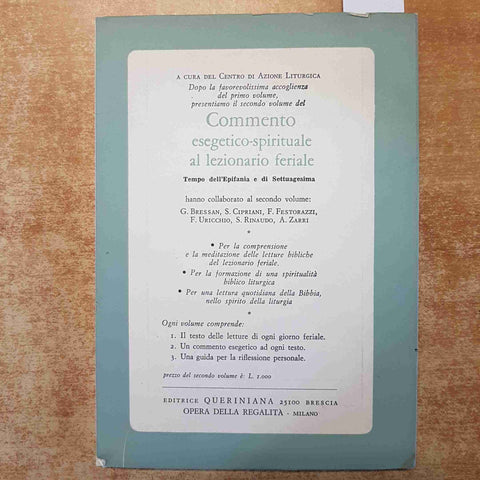 A CURA DEL CENTRO DI AZIONE LITURGICA
Dopo la favorevolissima accoglienza
del primo volume,
presentiamo il secondo volume del
Commento
esegetico-spirituale
al lezionario feriale
Tempo dell'Epifania e di Settuagesima
hanno collaborato al secondo volume:
G. BRESSAN, S. CIPRIANI, F. FESTORAZZI,
F. URICCHIO, S. RINAUDO, A. ZARRI
*
• Per la comprensione
e la meditazione delle letture bibliche
del lezionario feriale.
• Per la formazione di una spiritualità
biblico liturgica
• Per una lettura quotidiana della Bibbia,
nello spirito della liturgia
*
Ogni volume comprende:
1. Il testo delle letture di ogni giorno feriale.
2. Un commento esegetico ad ogni testo.
3. Una guida per la riflessione personale.
prezzo del secondo volume è: L. 1.000
EDITRICE QUERINIANA 25100 BRESCIA
OPERA DELLA REGALITÀ - MILANO